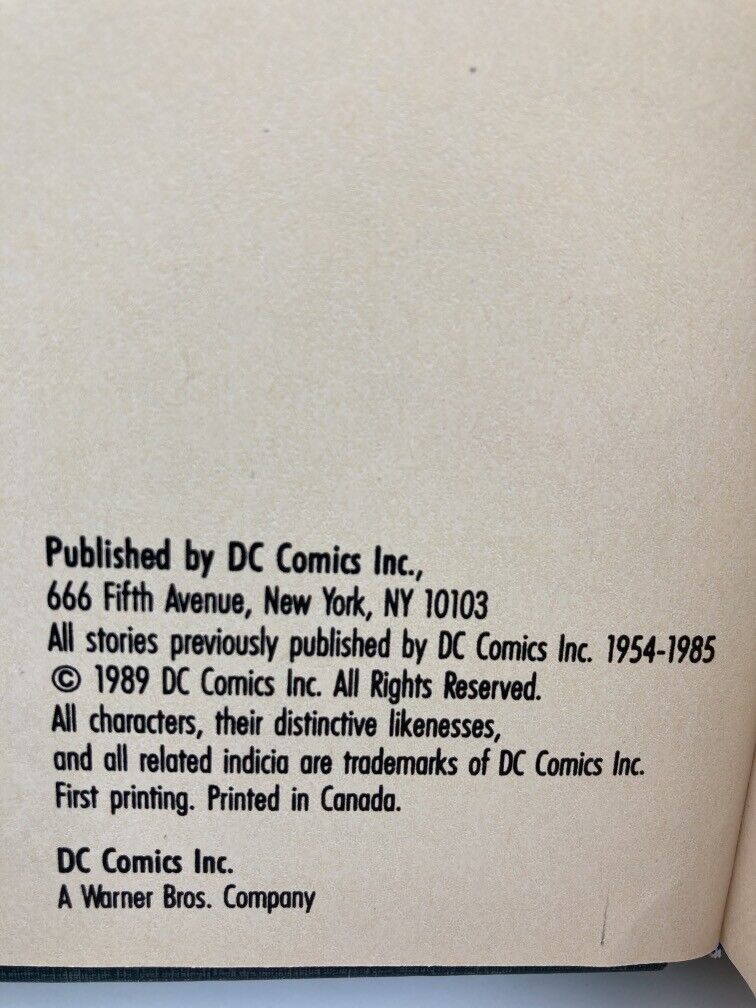 Published by DC Comics Inc.,
666 Fifth Avenue, New York, NY 10103
All stories previously published by DC Comics Inc. 1954-1985
© 1989 DC Comics Inc. All Rights Reserved.
All characters, their distinctive likenesses,
and all related indicia are trademarks of DC Comics Inc.
First printing. Printed in Canada.
DC Comics Inc.
A Warner Bros. Company